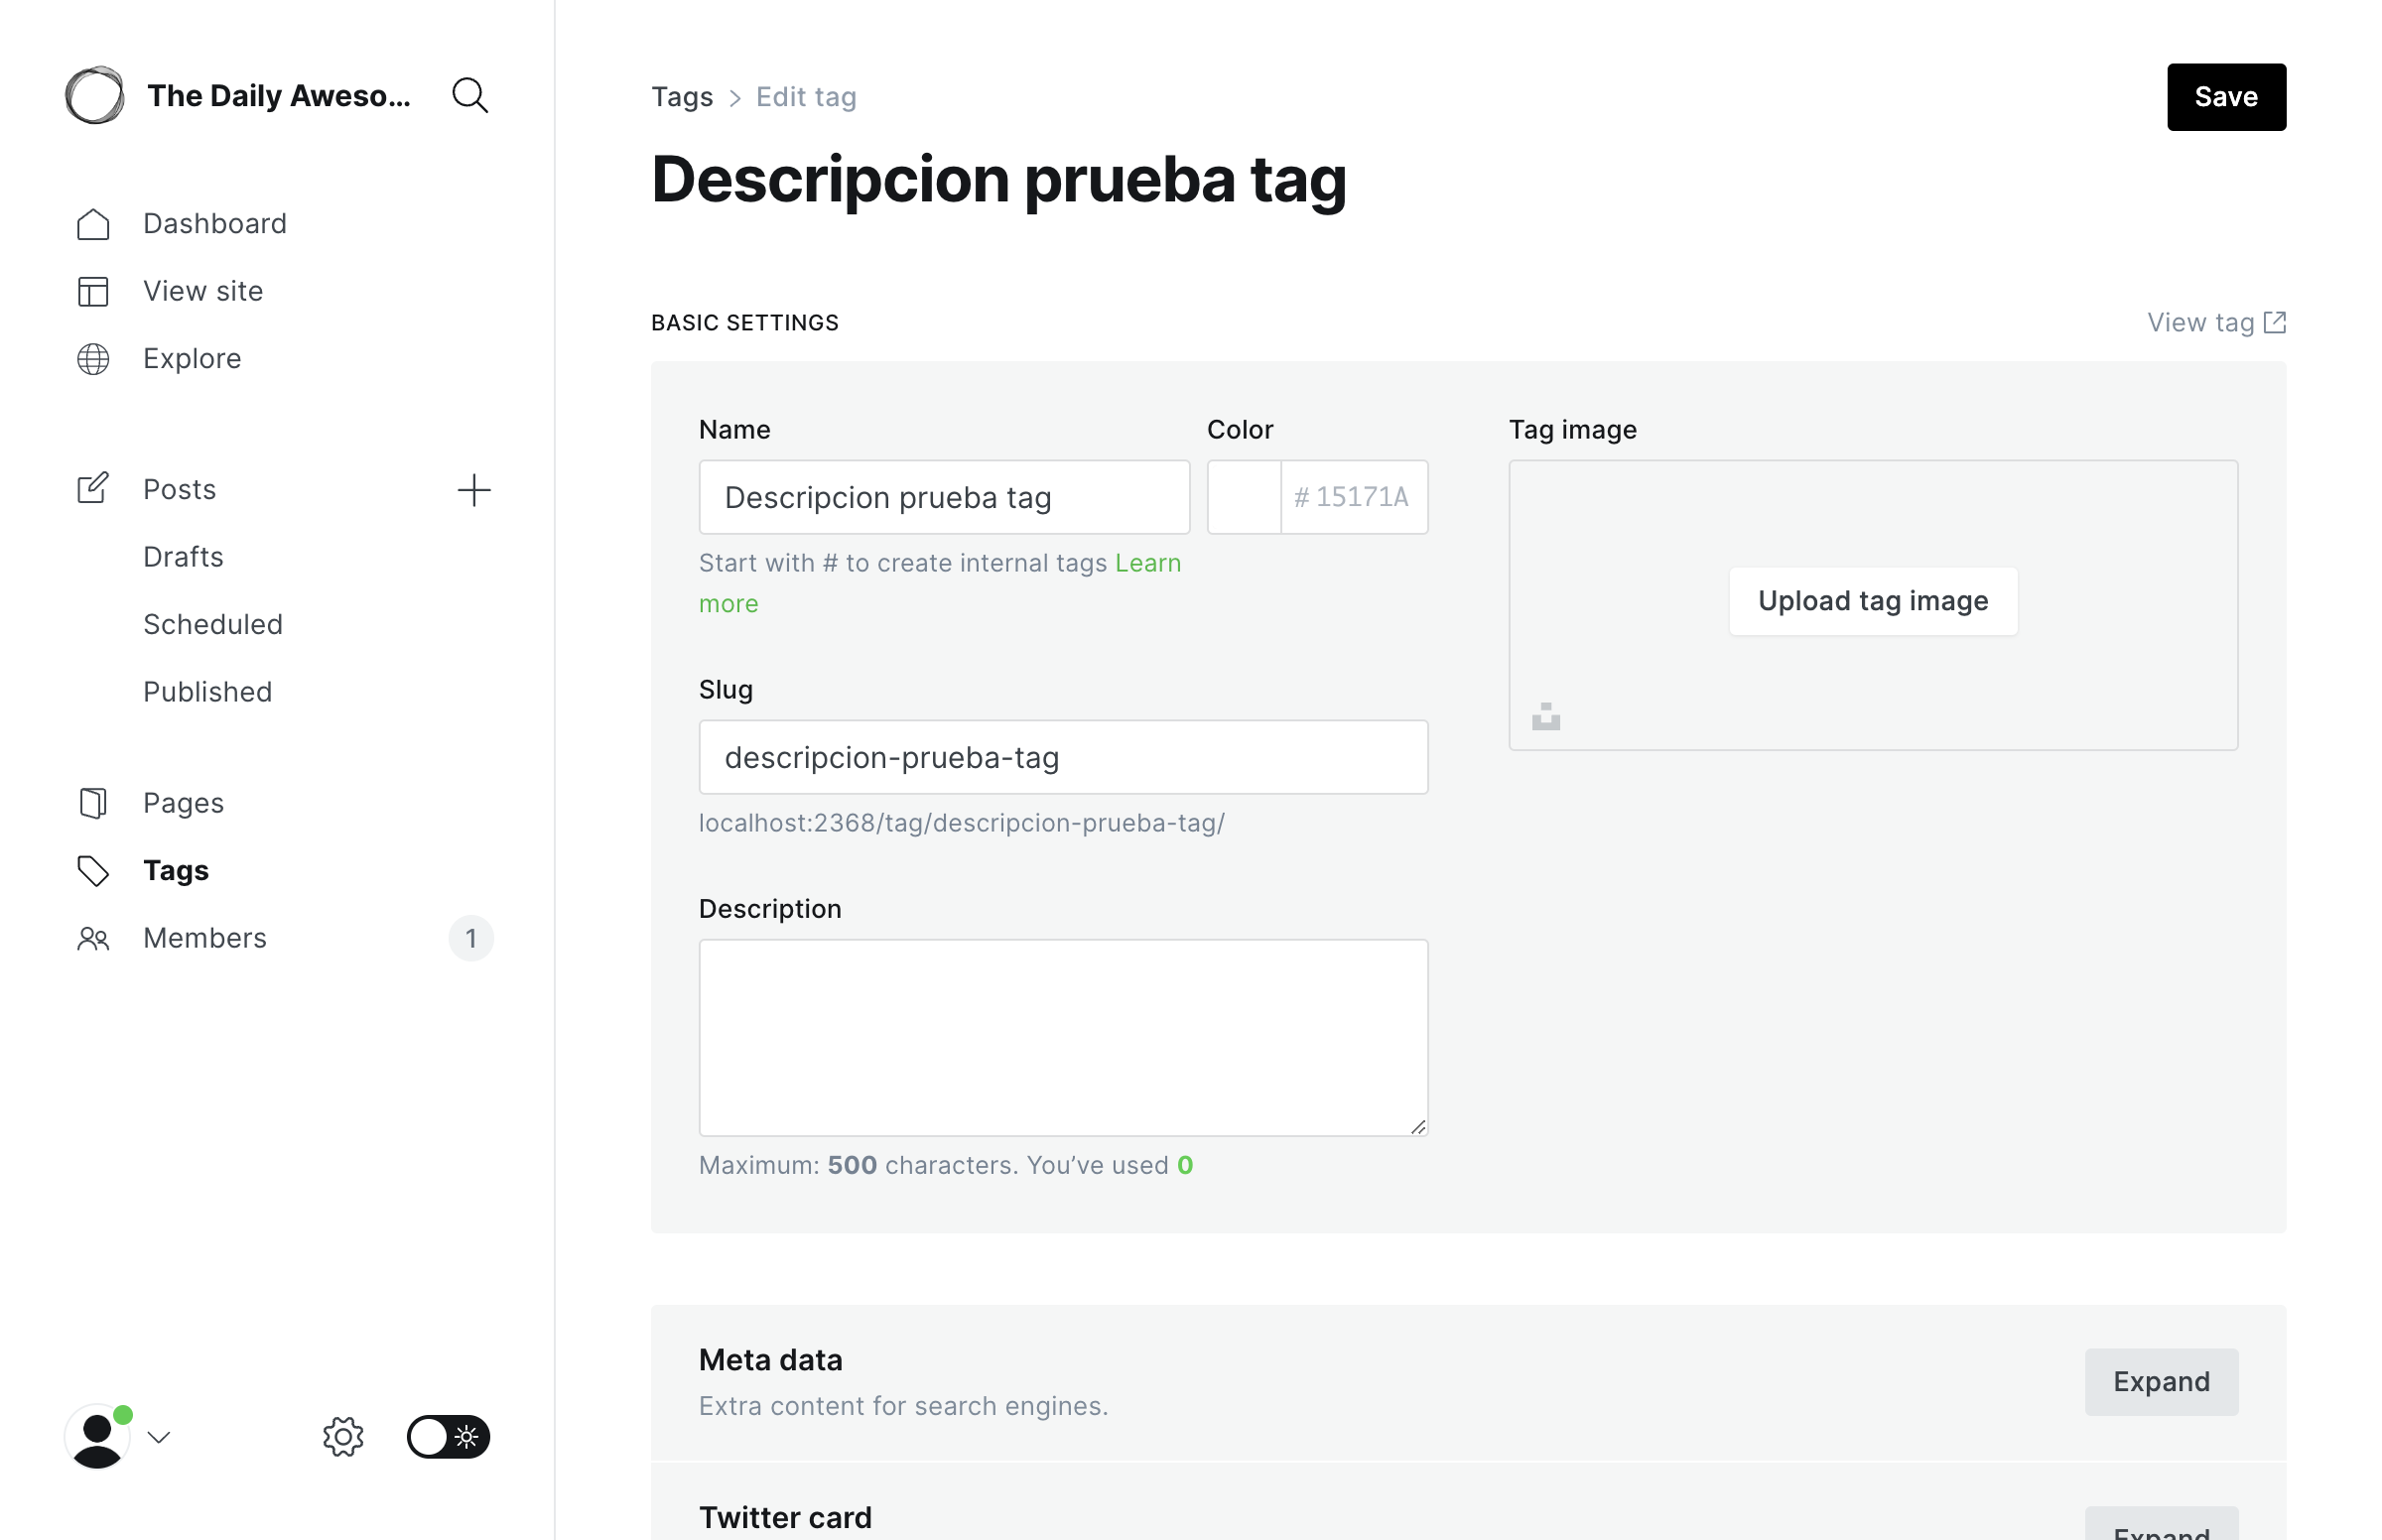 The Daily Aweso...
Dashboard
View site
Explore
Posts
Drafts
Scheduled
Published
Pages
Tags
Members 1
Tags > Edit tag
Save
Descripcion prueba tag
BASIC SETTINGS
View tag
Name
Descripcion prueba tag
Start with # to create internal tags Learn
more
Color
# 15171A
Slug
descripcion-prueba-tag
localhost:2368/tag/descripcion-prueba-tag/
Description
Maximum: 500 characters. You’ve used 0
Tag image
Upload tag image
Meta data
Extra content for search engines.
Expand
Twitter card
Expand